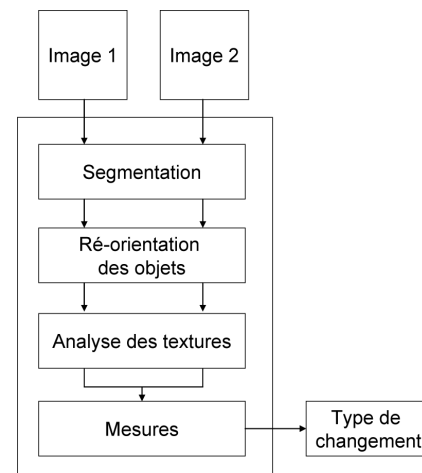 Image 1
Image 2
Segmentation
Ré-orientation
des objets
Analyse des textures
Mesures
Type de
changement